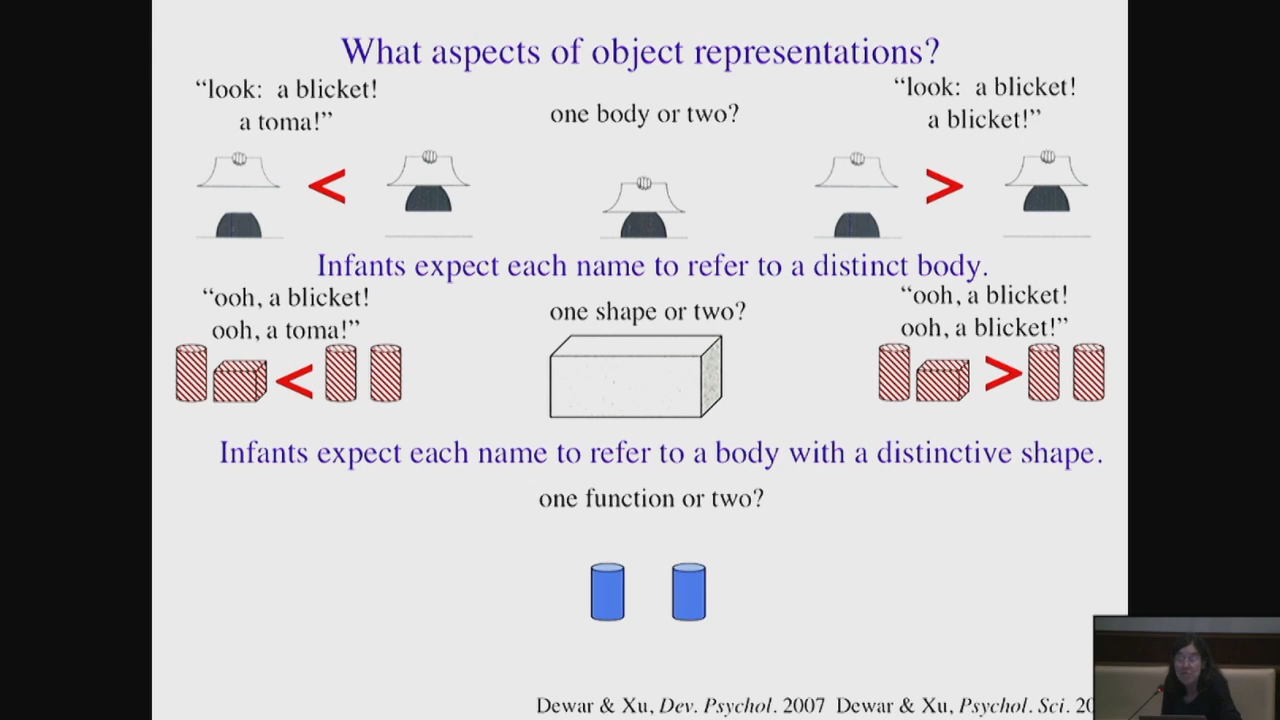 What aspects of object representations?
“look: a blicket!
a toma!”
one body or two?
“look: a blicket!
a blicket!”
<
>
Infants expect each name to refer to a distinct body.
“ooh, a blicket!
ooh, a toma!”
one shape or two?
“ooh, a blicket!
ooh, a blicket!”
<
>
Infants expect each name to refer to a body with a distinctive shape.
one function or two?
Dewar & Xu, Dev. Psychol. 2007 Dewar & Xu, Psychol. Sci.